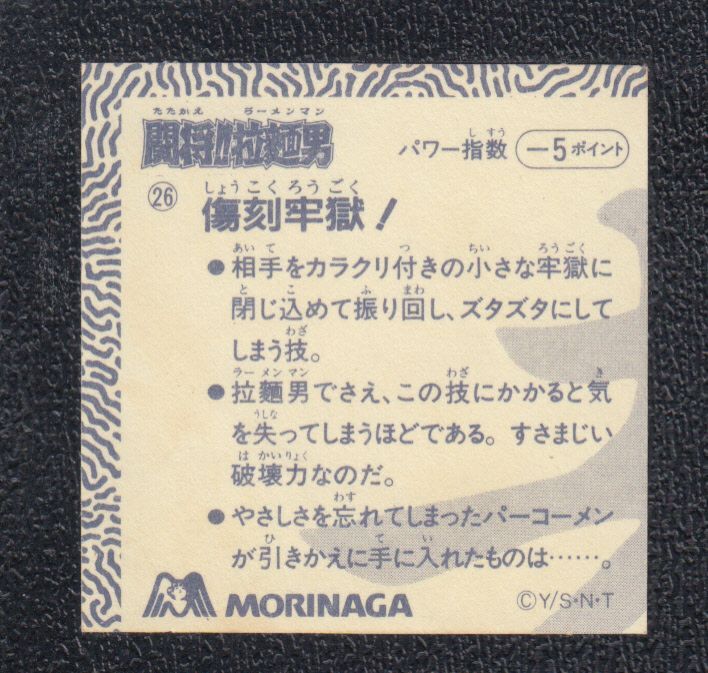 たたかえ ラーメンマン
闘将!!拉麵男
しすう
パワー指数 −5ポイント
㉖
しょうこくろうごく
傷刻牢獄!
あいて つ ちい ろうごく
●相手をカラクリ付きの小さな牢獄に
と こ ふ まわ
閉じ込めて振り回し、ズタズタにして
わざ
しまう技。
ラーメンマン わざ き
●拉麵男でさえ、この技にかかると気
うしな
を失ってしまうほどである。すさまじい
はかいりょく
破壊力なのだ。
わす
●やさしさを忘れてしまったパーコーメン
ひ て い
が引きかえに手に入れたものは……。
MORINAGA
©Y/S・N・T